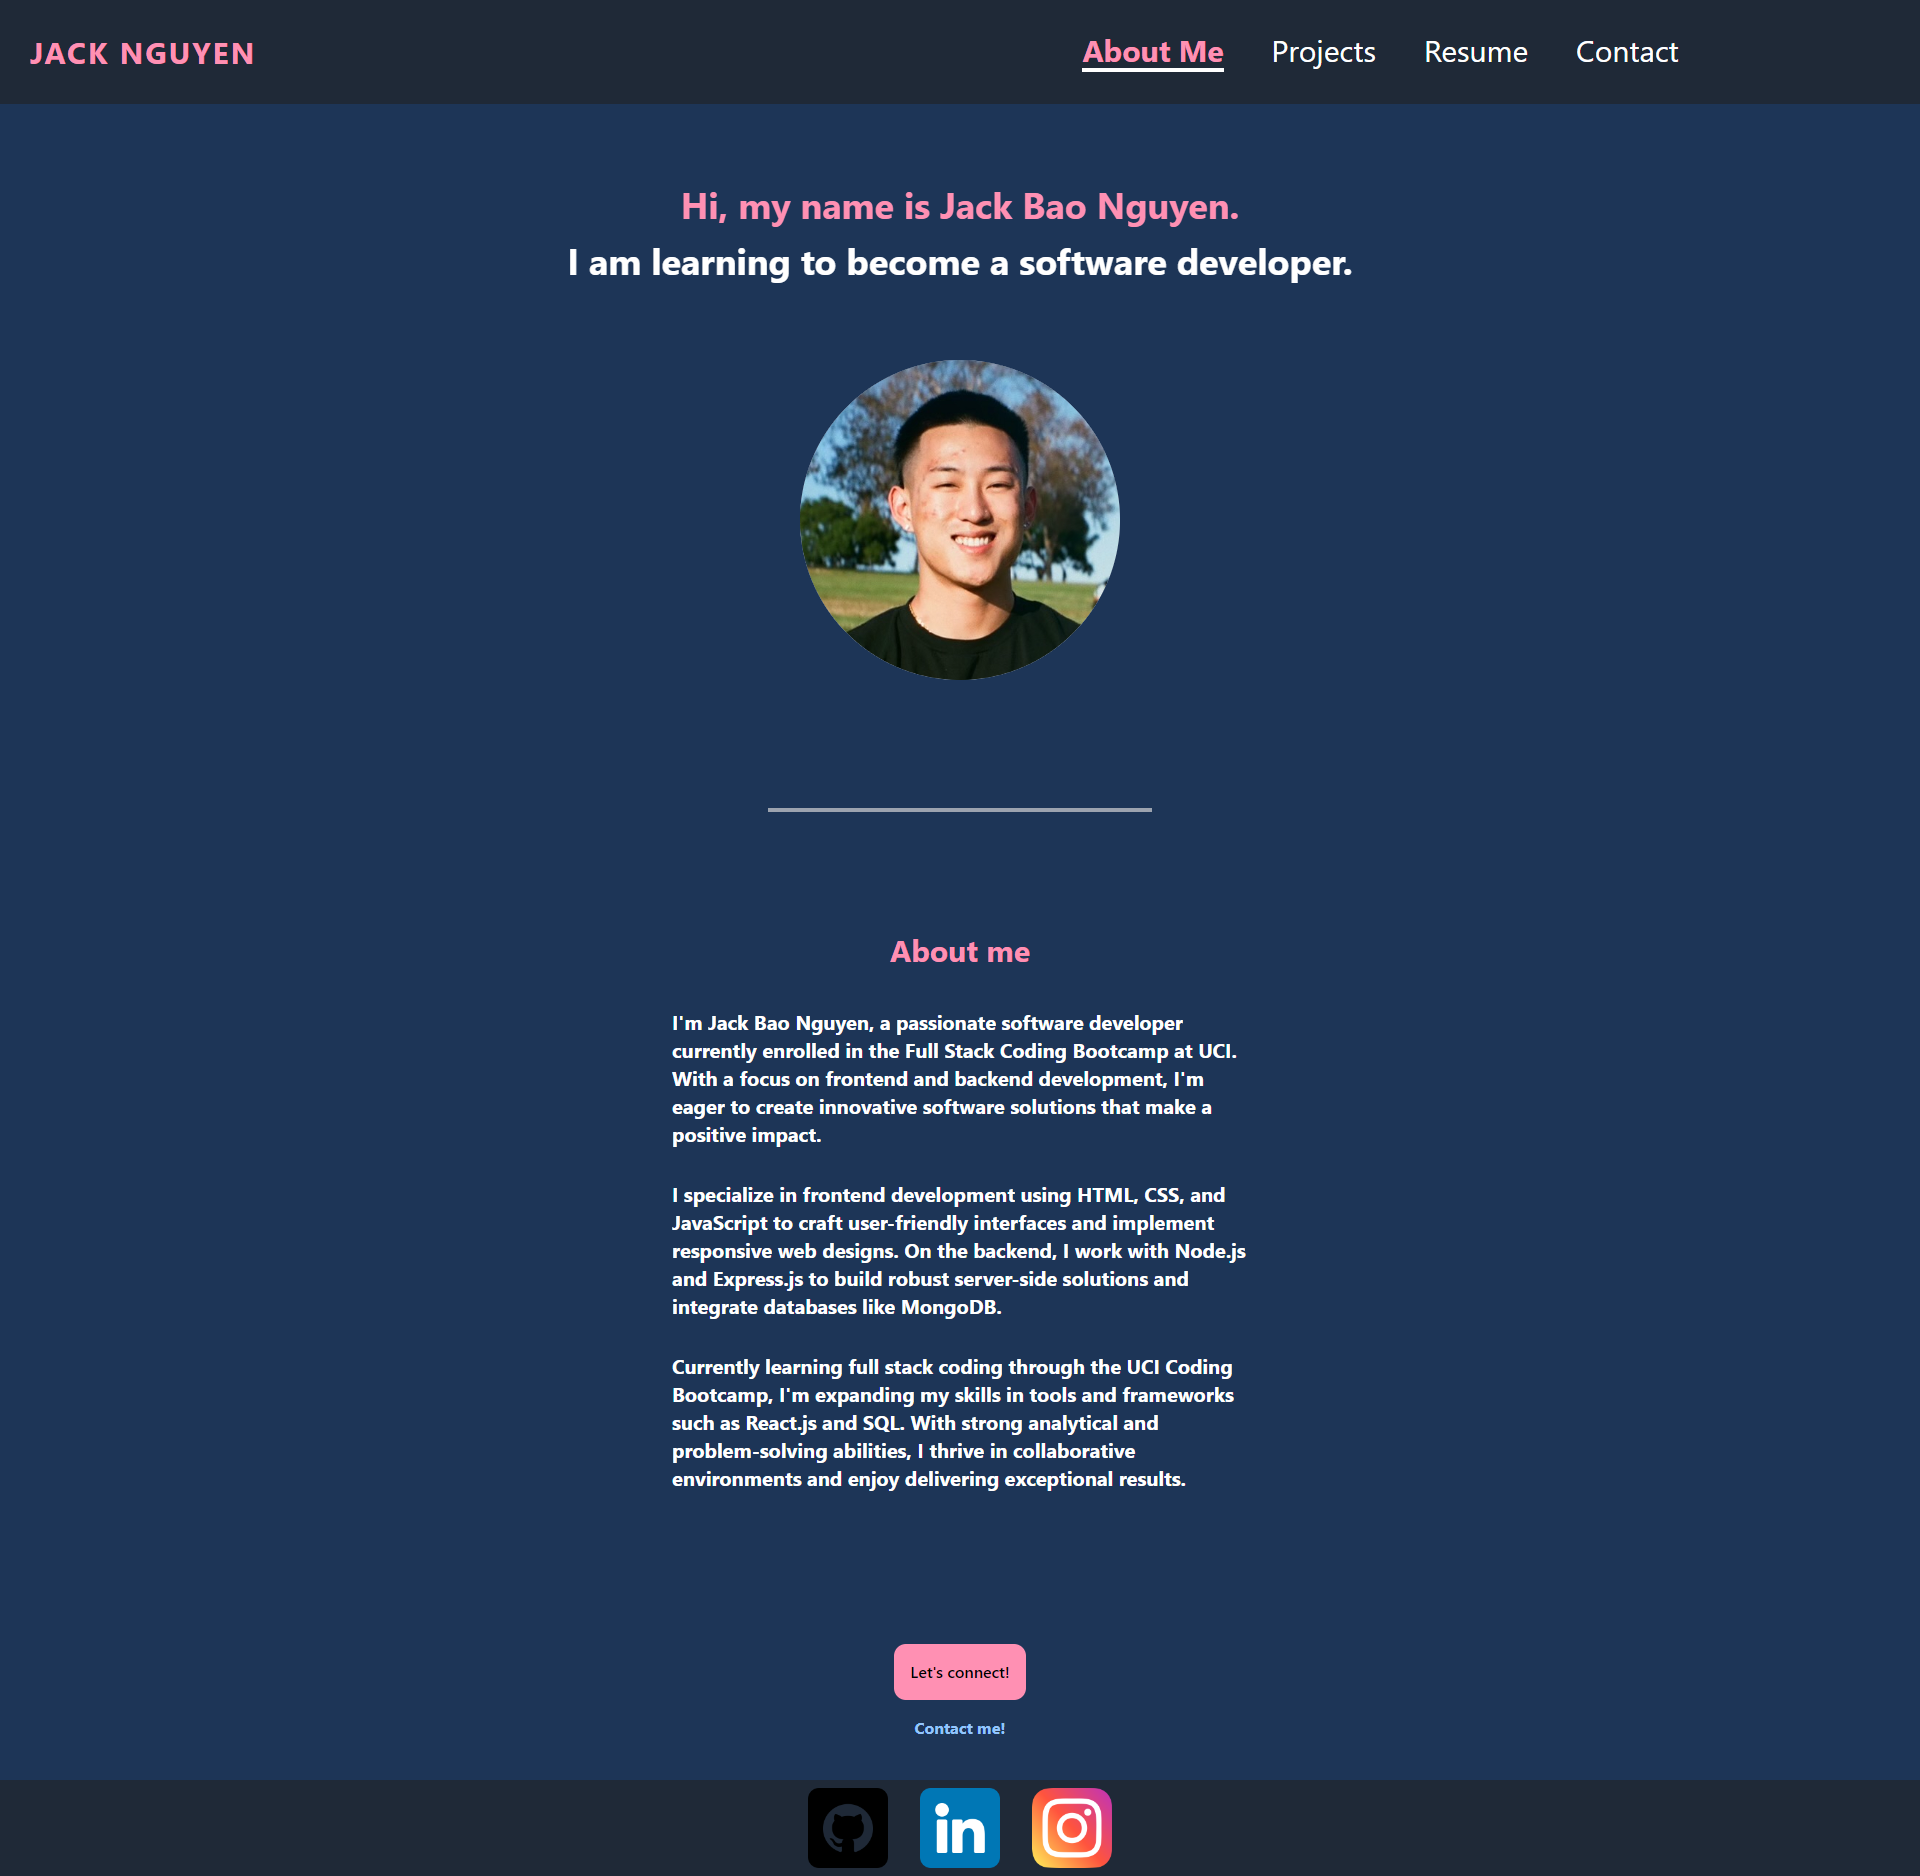 JACK NGUYEN
About Me
Projects
Resume
Contact
Hi, my name is Jack Bao Nguyen.
I am learning to become a software developer.
About me
I'm Jack Bao Nguyen, a passionate software developer
currently enrolled in the Full Stack Coding Bootcamp at UCI.
With a focus on frontend and backend development, I'm
eager to create innovative software solutions that make a
positive impact.
I specialize in frontend development using HTML, CSS, and
JavaScript to craft user-friendly interfaces and implement
responsive web designs. On the backend, I work with Node.js
and Express.js to build robust server-side solutions and
integrate databases like MongoDB.
Currently learning full stack coding through the UCI Coding
Bootcamp, I'm expanding my skills in tools and frameworks
such as React.js and SQL. With strong analytical and
problem-solving abilities, I thrive in collaborative
environments and enjoy delivering exceptional results.
Let's connect!
Contact me!
in